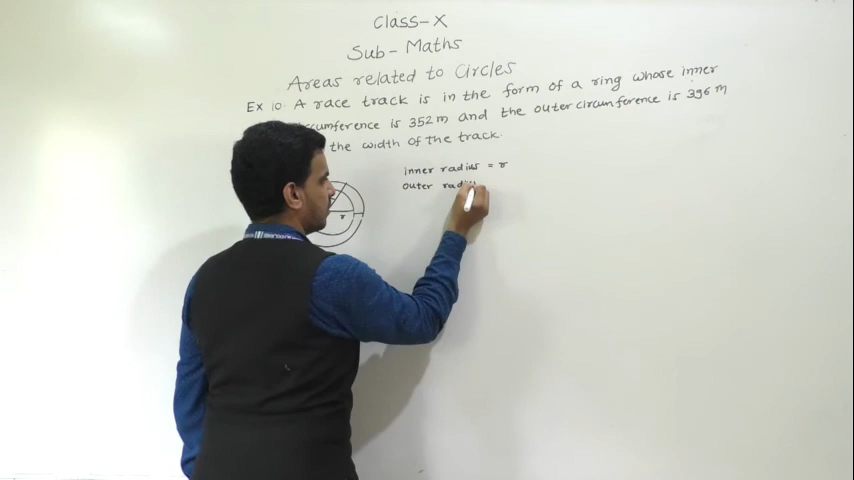 Class-X
Sub- Maths
Areas related to Circles
Ex 10. A race track is in the form of a ring whose inner
is 352 m and the outer circumference is 396 m
the width of the track.
inner radius = r
outer
r